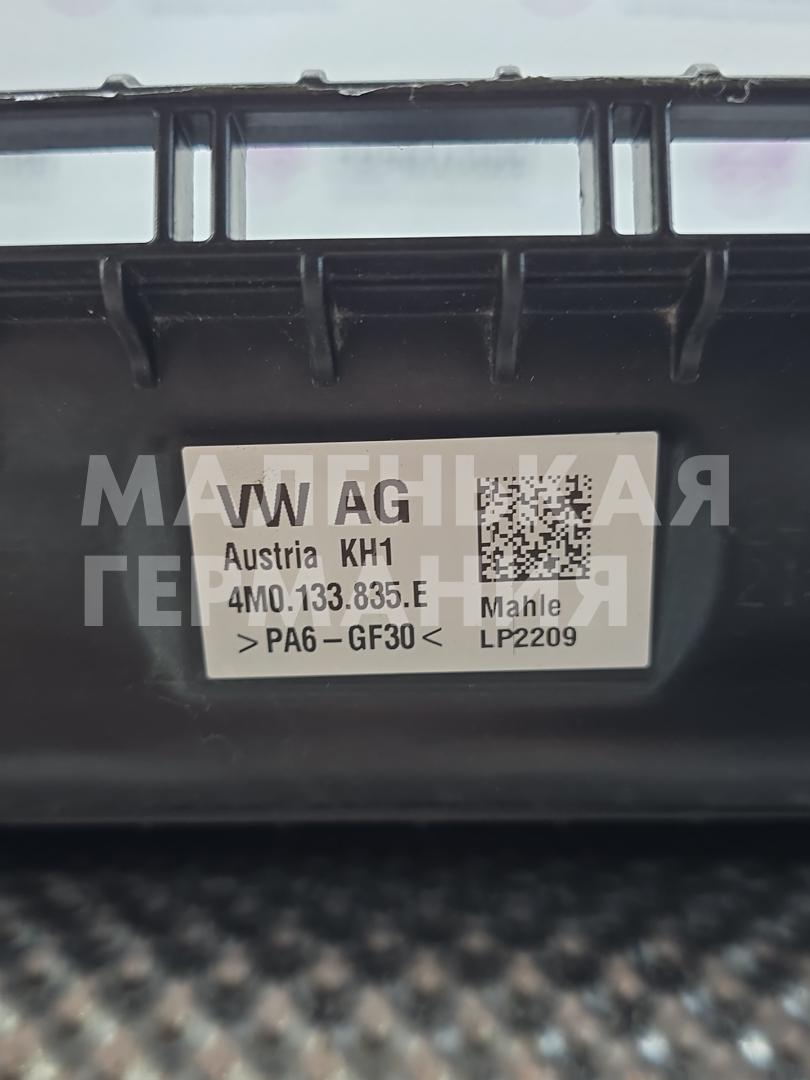 МАЛЕНЬКАЯ
ГЕРМАНИЯ
VW AG
Austria KH1
4M0.133.835.E
>PA6-GF30<
Mahle
LP2209